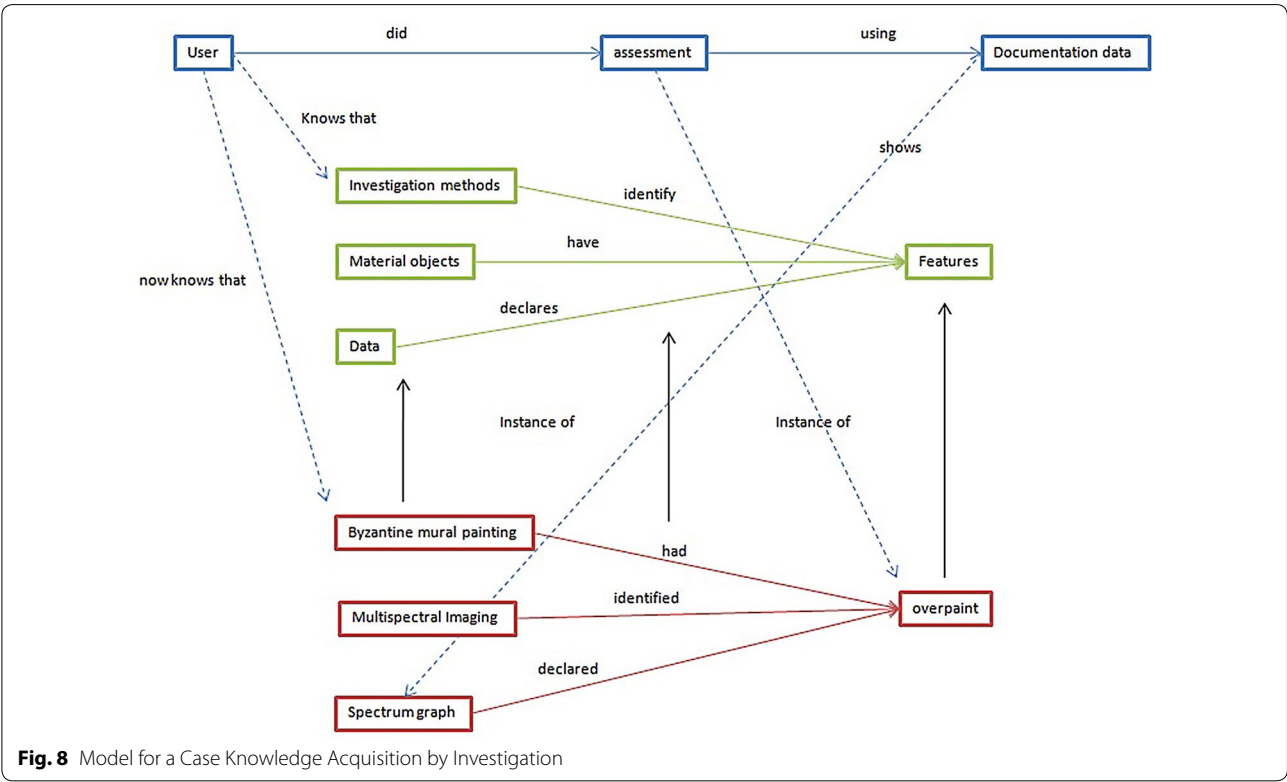 did
using
User
assessment
Documentation data
Knows that
shows
Investigation methods
identify
have
Material objects
Features
now knows that
declares
Data
Instance of
Instance of
Byzantine mural painting
had
identified
overpaint
Multispectral Imaging
declared
Spectrum graph
Fig. 8 Model for a Case Knowledge Acquisition by Investigation